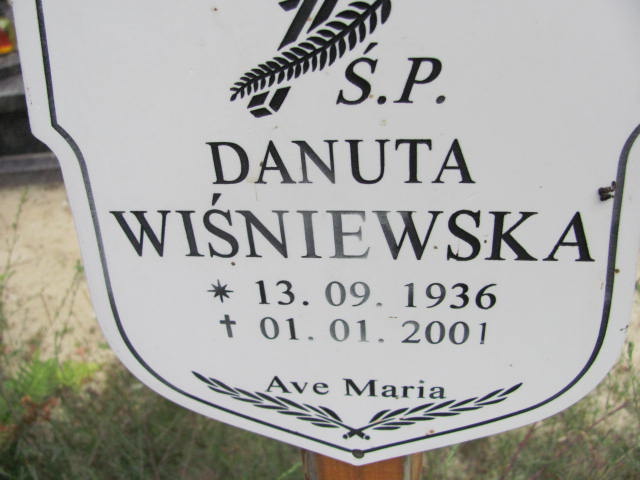 Ś.P.
DANUTA
WIŚNIEWSKA
* 13. 09. 1936
† 01. 01. 2001
Ave Maria